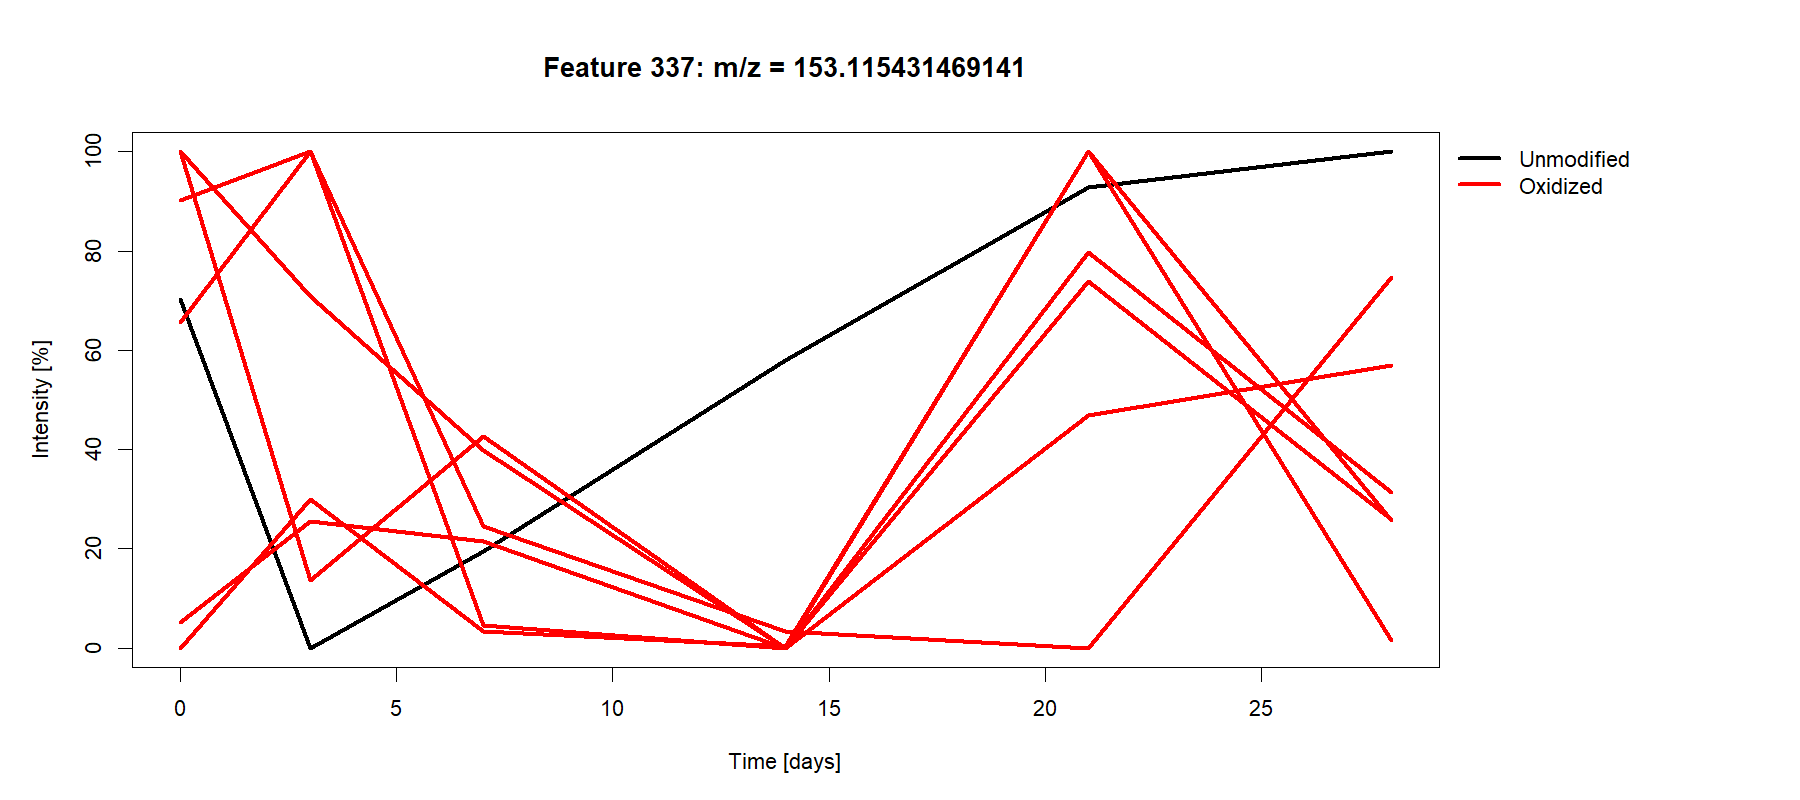 Feature 337: m/z = 153.115431469141
Unmodified
Oxidized
Intensity [%]
100
80
60
40
20
0
0 5 10 15 20 25
Time [days]